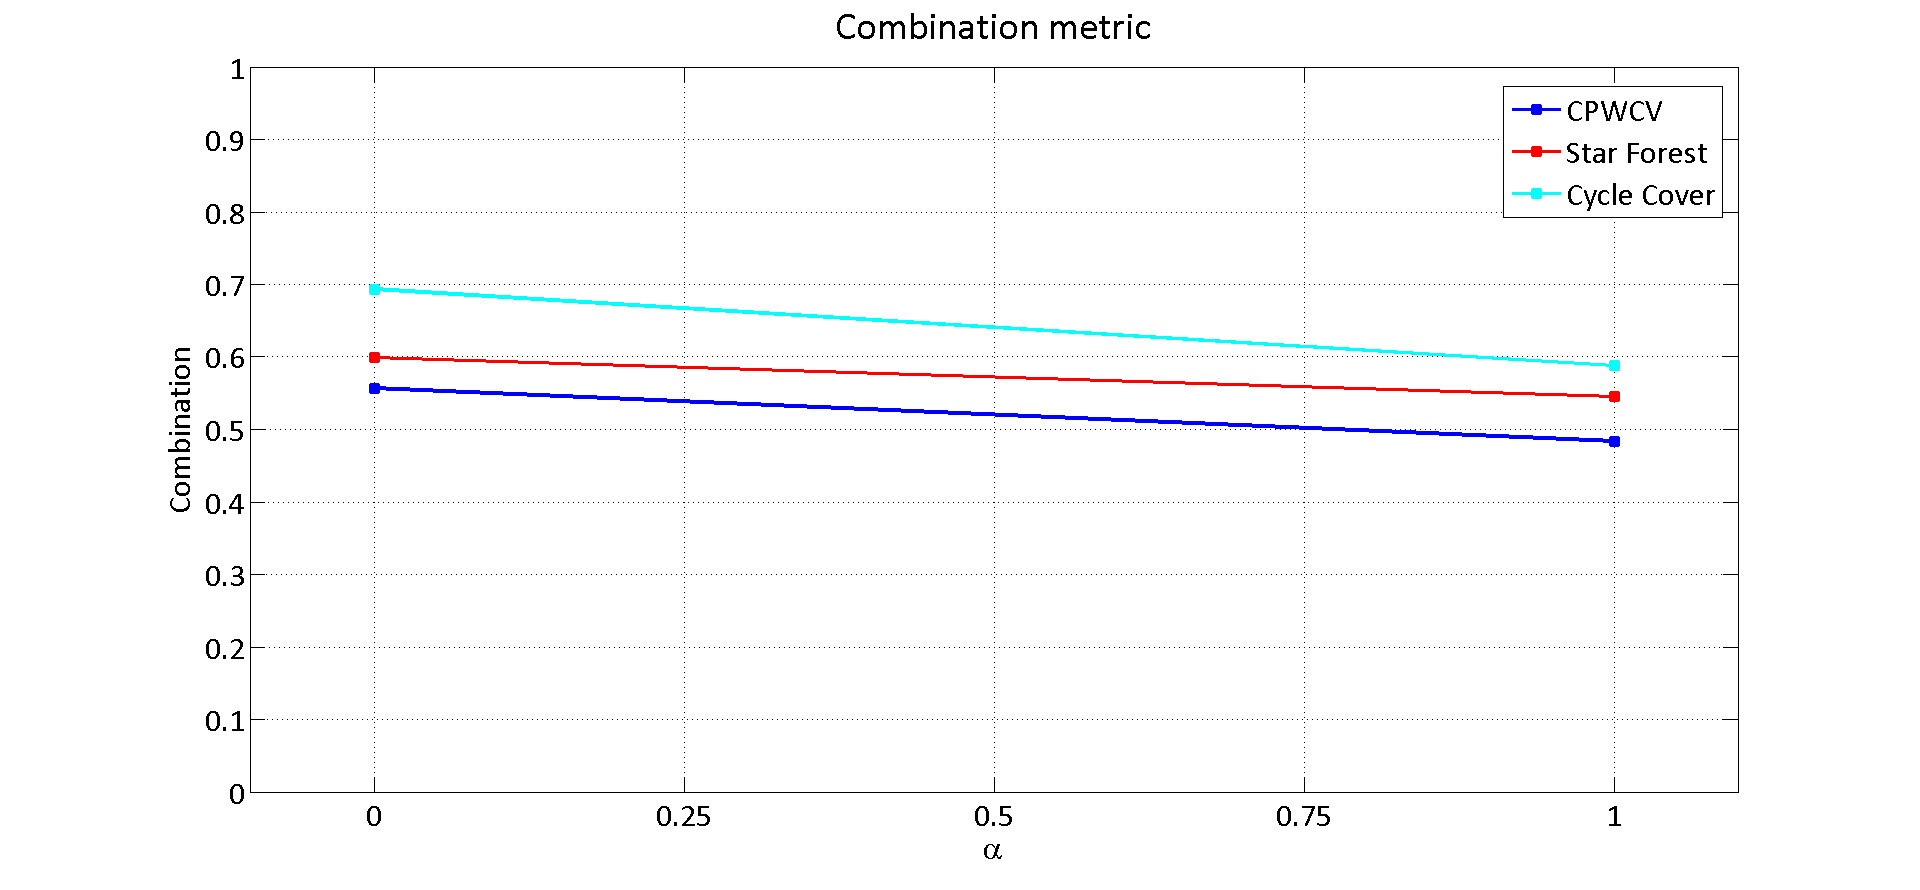 Combination metric
1
0.9
0.8
0.7
0.6
0.5
0.4
0.3
0.2
0.1
0
Combination
CPWCV
Star Forest
Cycle Cover
0 0.25 0.5 0.75 1
α